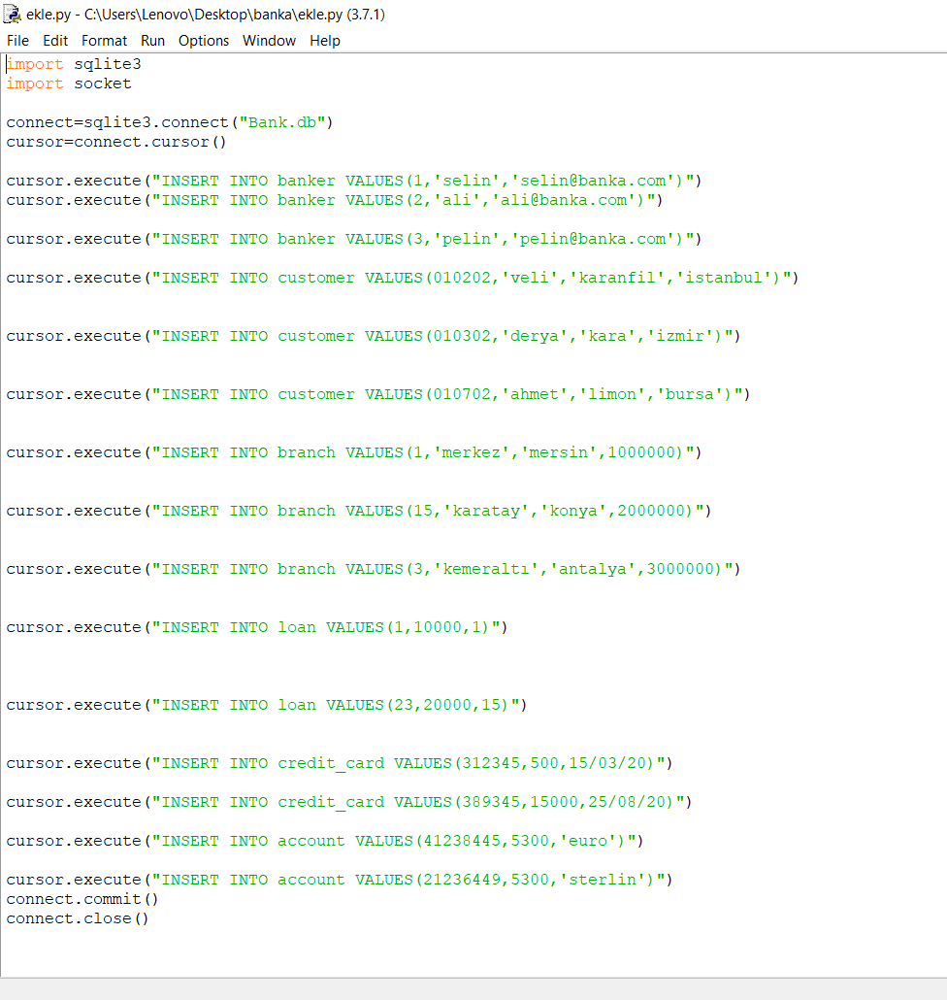 ekle.py - C:\Users\Lenovo\Desktop\banka\ekle.py (3.7.1)
File Edit Format Run Options Window Help
import sqlite3
import socket
connect=sqlite3.connect("Bank.db")
cursor=connect.cursor()
cursor.execute("INSERT INTO banker VALUES(1,'selin','selin@banka.com')")
cursor.execute("INSERT INTO banker VALUES(2,'ali','ali@banka.com')")
cursor.execute("INSERT INTO banker VALUES(3,'pelin','pelin@banka.com')")
cursor.execute("INSERT INTO customer VALUES(010202,'veli','karanfil','istanbul')")
cursor.execute("INSERT INTO customer VALUES(010302,'derya','kara','izmir')")
cursor.execute("INSERT INTO customer VALUES(010702,'ahmet','limon','bursa')")
cursor.execute("INSERT INTO branch VALUES(1,'merkez','mersin',1000000)")
cursor.execute("INSERT INTO branch VALUES(15,'karatay','konya',2000000)")
cursor.execute("INSERT INTO branch VALUES(3,'kemeraltı','antalya',3000000)")
cursor.execute("INSERT INTO loan VALUES(1,10000,1)")
cursor.execute("INSERT INTO loan VALUES(23,20000,15)")
cursor.execute("INSERT INTO credit_card VALUES(312345,500,15/03/20)")
cursor.execute("INSERT INTO credit_card VALUES(389345,15000,25/08/20)")
cursor.execute("INSERT INTO account VALUES(41238445,5300,'euro')")
cursor.execute("INSERT INTO account VALUES(21236449,5300,'sterlin')")
connect.commit()
connect.close()